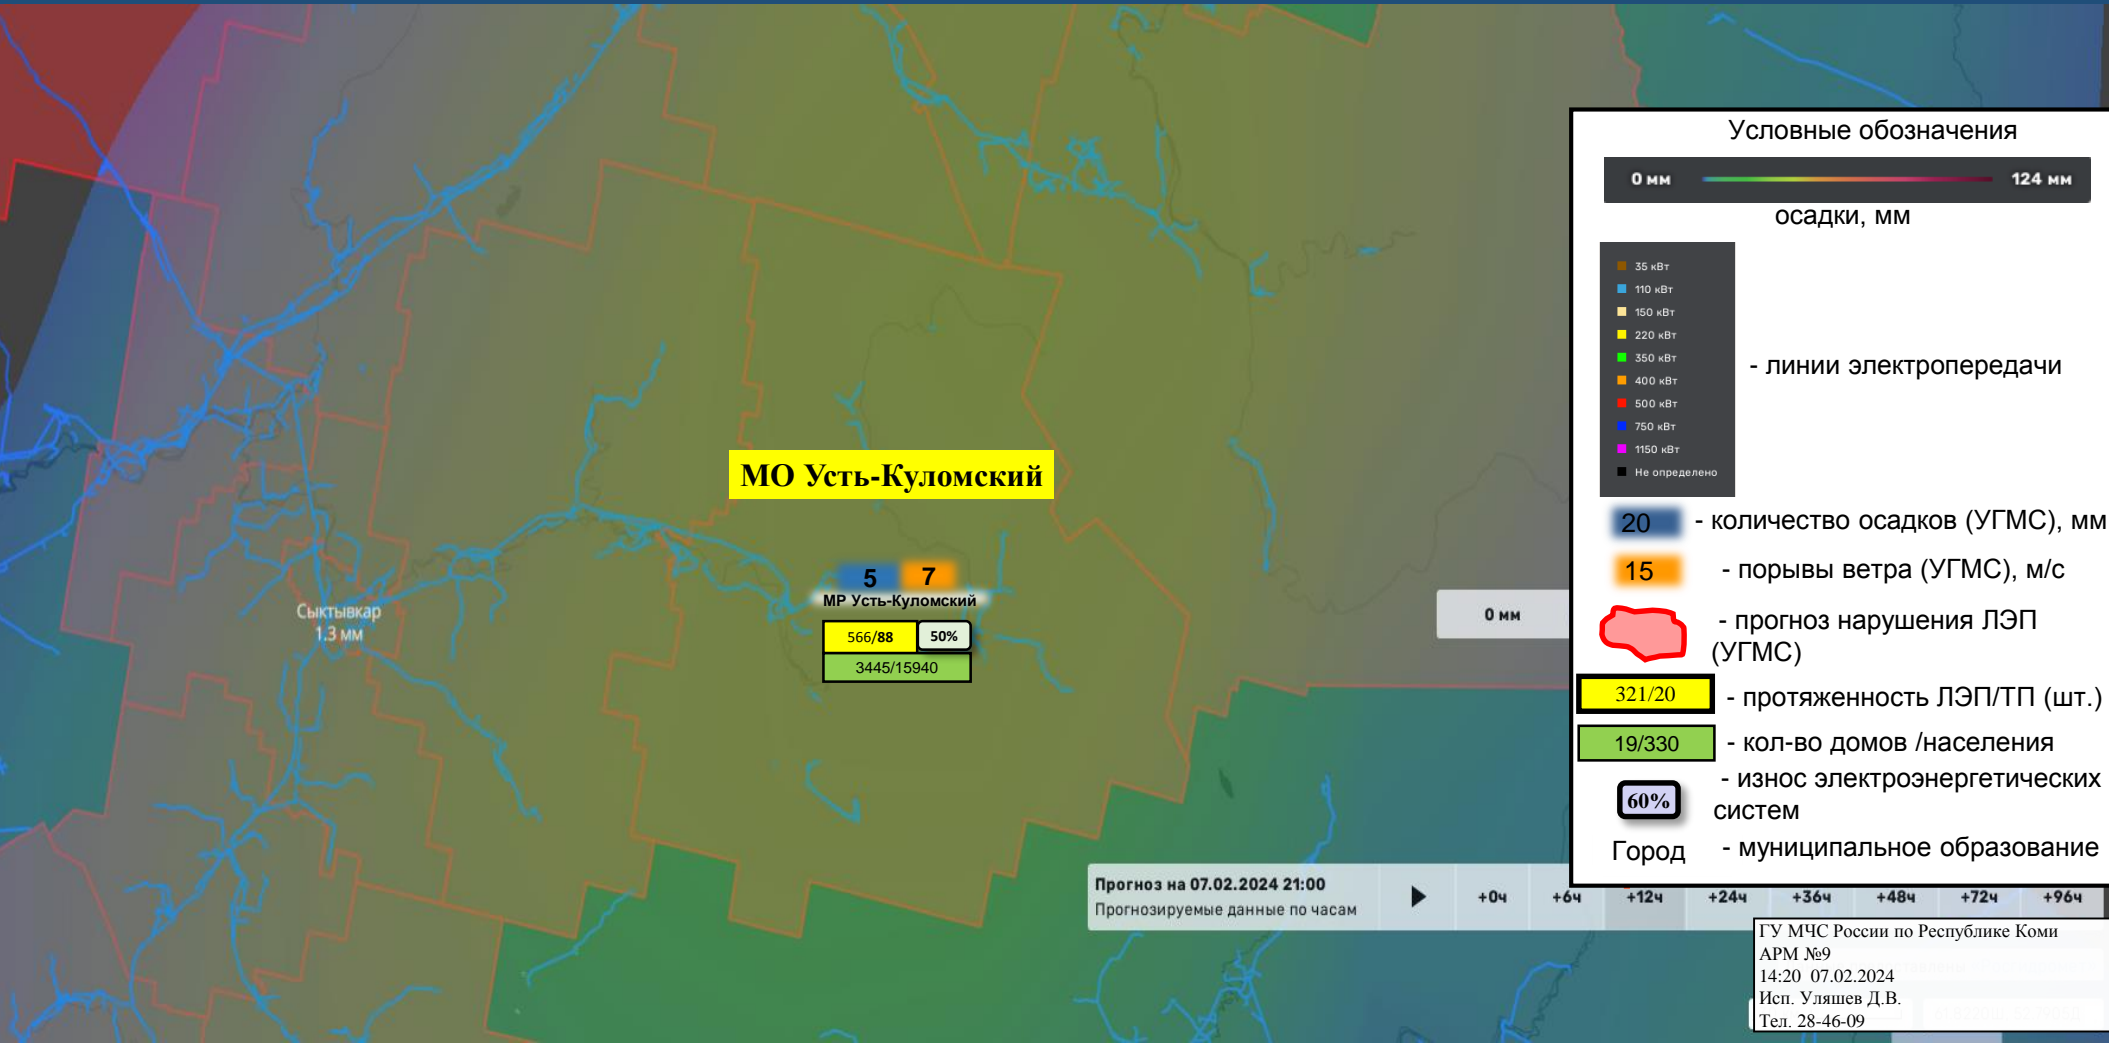 Условные обозначения
0 мм 124 мм
осадки, мм
35 кВт
110 кВт
150 кВт
220 кВт
350 кВт
400 кВт
500 кВт
750 кВт
1150 кВт
Не определено
- линии электропередачи
20 - количество осадков (УГМС), мм
15 - порывы ветра (УГМС), м/с
- прогноз нарушения ЛЭП
(УГМС)
321/20 - протяженность ЛЭП/ТП (шт.)
19/330 - кол-во домов /населения
60% - износ электроэнергетических
систем
Город - муниципальное образование
МО Усть-Куломский
5 7
МР Усть-Куломский
566/88 50%
3445/15940
Сыктывкар
1.3 мм
0 мм
Прогноз на 07.02.2024 21:00
Прогнозируемые данные по часам
+0ч +6ч +12ч +24ч +36ч +48ч +72ч +96ч
ГУ МЧС России по Республике Коми
АРМ №9
14:20 07.02.2024
Исп. Уляшев Д.В.
Тел. 28-46-09